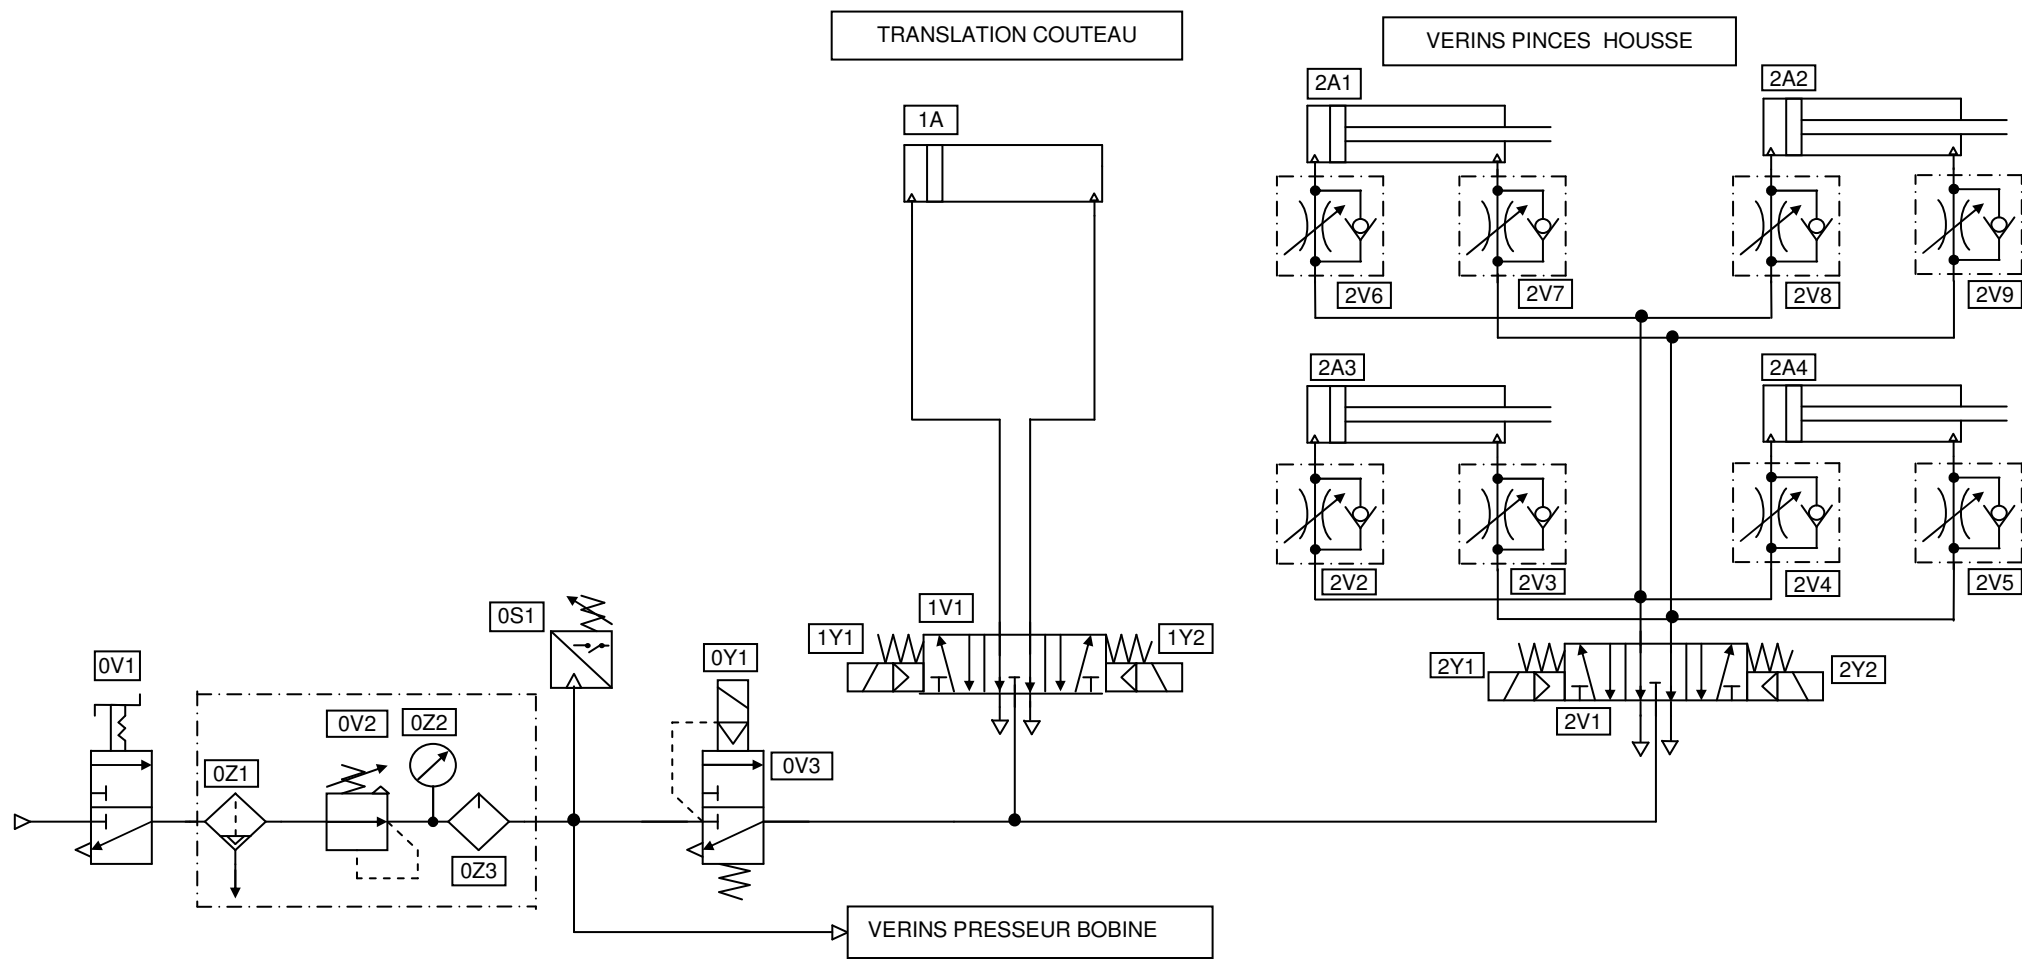 TRANSLATION COUTEAU
VERINS PINCES HOUSSE
2A1
2A2
1A
2V6
2V7
2V8
2V9
2A3
2A4
2V2
2V3
2V4
2V5
0S1
1V1
1Y1
1Y2
0V1
0Y1
2Y1
2Y2
0V2
0Z2
2V1
0Z1
0V3
0Z3
VERINS PRESSEUR BOBINE